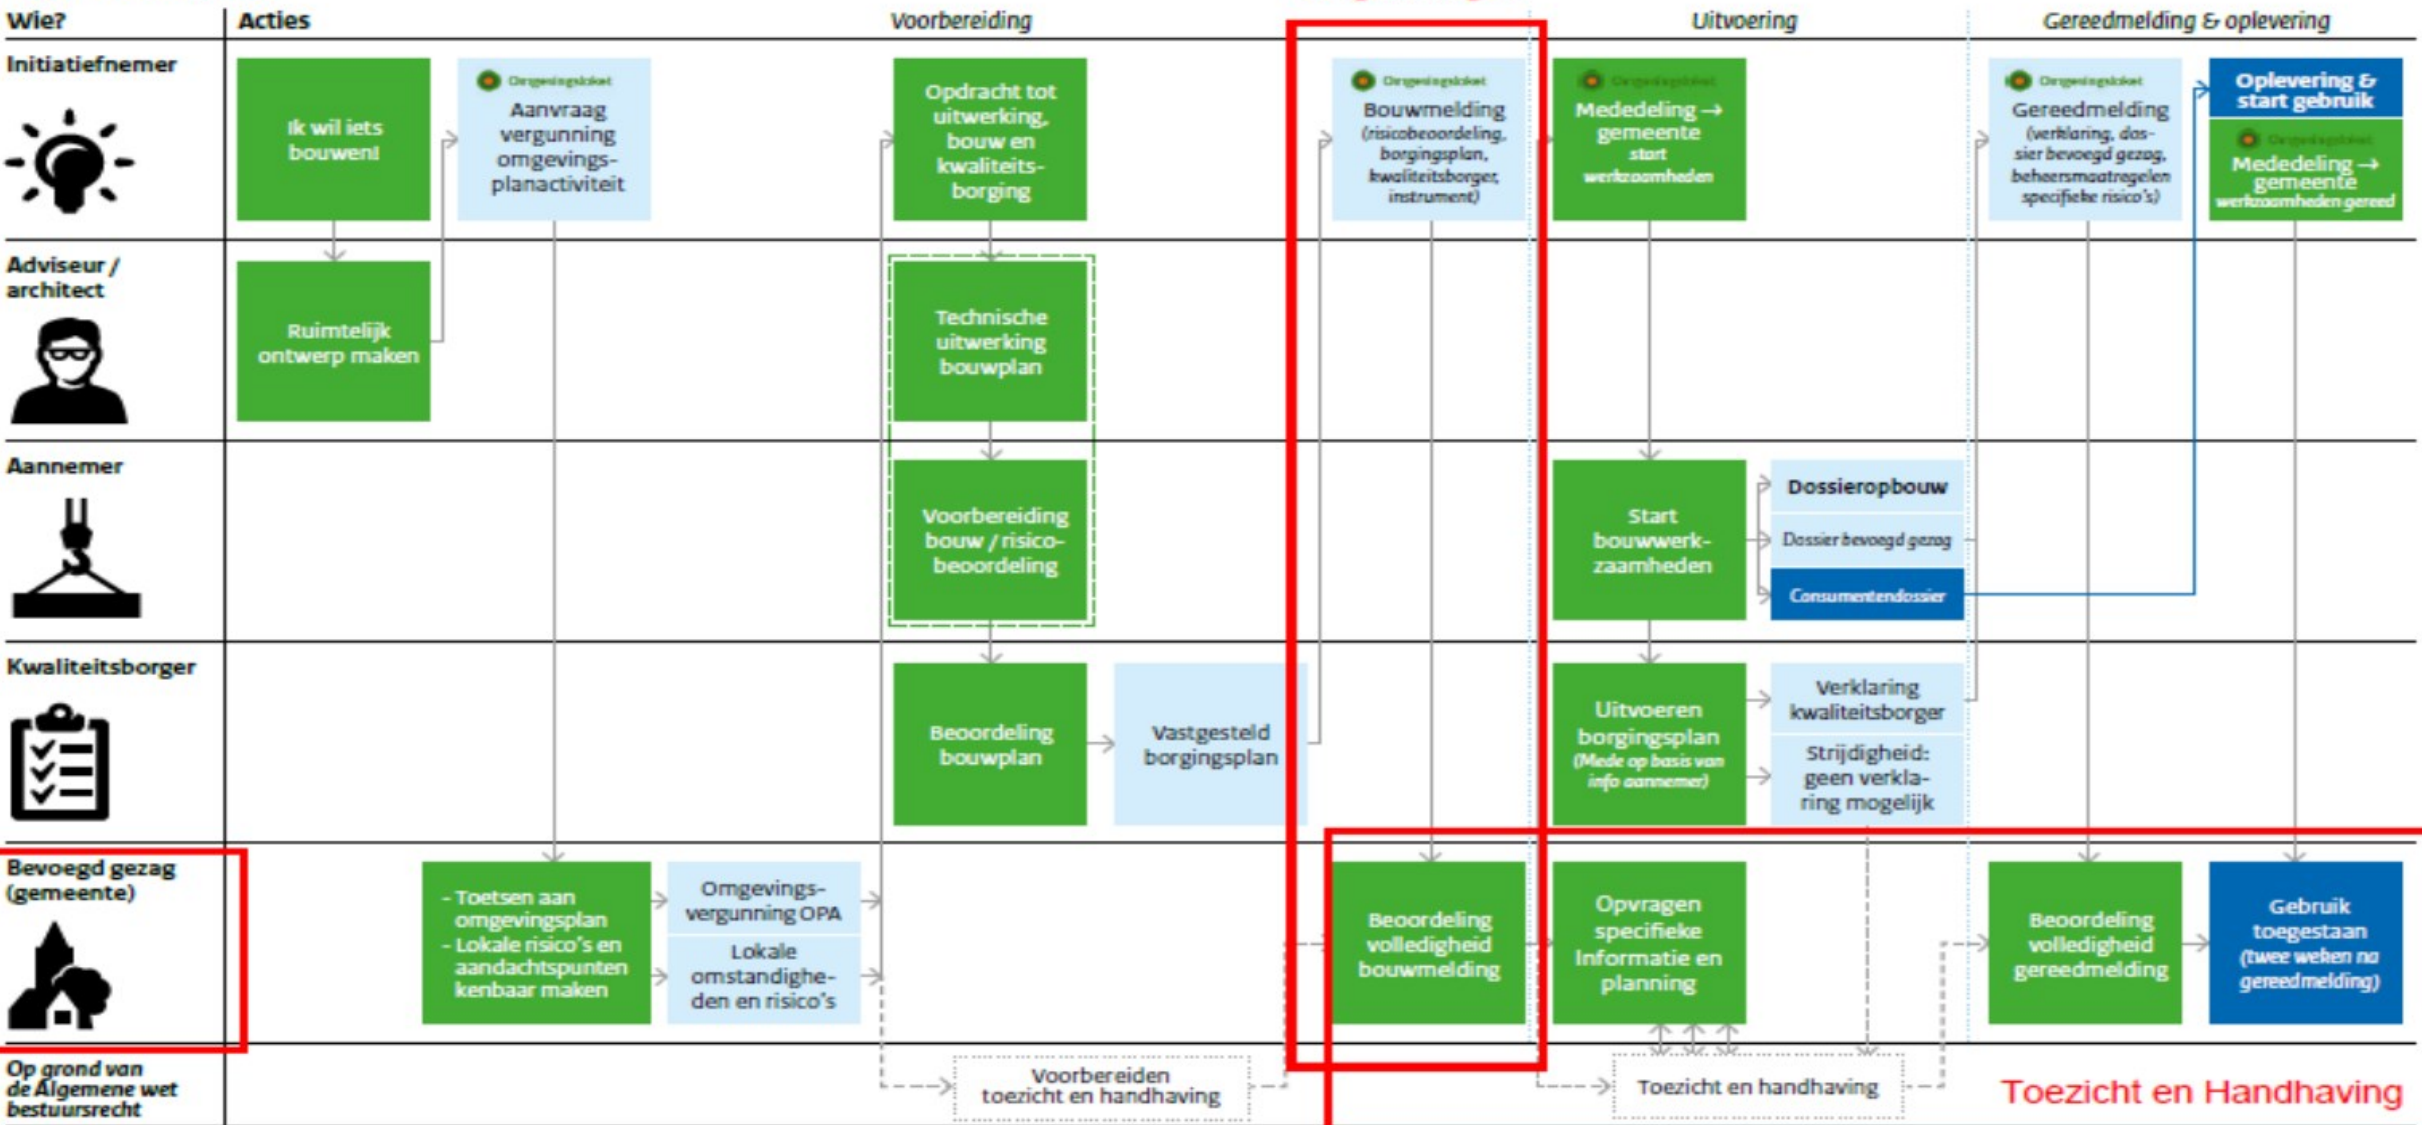 Wie?
Acties
Voorbereiding
Uitvoering
Gereedmelding & oplevering
Initiatiefnemer
Ik wil iets
bouwen!
Omgevingsloket
Aanvraag
vergunning
omgevings-
planactiviteit
Opdracht tot
uitwerking,
bouw en
kwaliteits-
borging
Omgevingsloket
Bouwmelding
(risicobeoordeling,
borgingsplan,
kwaliteitsborger,
instrument)
Omgevingsloket
Mededeling →
gemeente
start
werkzaamheden
Omgevingsloket
Gereedmelding
(verklaring, dos-
sier bevoegd gezag,
beheersmaatregelen
specifieke risico's)
Oplevering &
start gebruik
Omgevingsloket
Mededeling →
gemeente
werkzaamheden gereed
Adviseur /
architect
Ruimtelijk
ontwerp maken
Technische
uitwerking
bouwplan
Aannemer
Voorbereiding
bouw / risico-
beoordeling
Start
bouwwerk-
zaamheden
Dossieropbouw
Dossier bevoegd gezag
Consumentendossier
Kwaliteitsborger
Beoordeling
bouwplan
Vastgesteld
borgingsplan
Uitvoeren
borgingsplan
(Mede op basis van
info aannemer)
Verklaring
kwaliteitsborger
Strijdigheid:
geen verkla-
ring mogelijk
Bevoegd gezag
(gemeente)
- Toetsen aan
omgevingsplan
- Lokale risico's en
aandachtspunten
kenbaar maken
Omgevings-
vergunning OPA
Lokale
omstandighe-
den en risico's
Beoordeling
volledigheid
bouwmelding
Opvragen
specifieke
Informatie en
planning
Beoordeling
volledigheid
gereedmelding
Gebruik
toegestaan
(twee weken na
gereedmelding)
Op grond van
de Algemene wet
bestuursrecht
Voorbereiden
toezicht en handhaving
Toezicht en handhaving
Toezicht en Handhaving